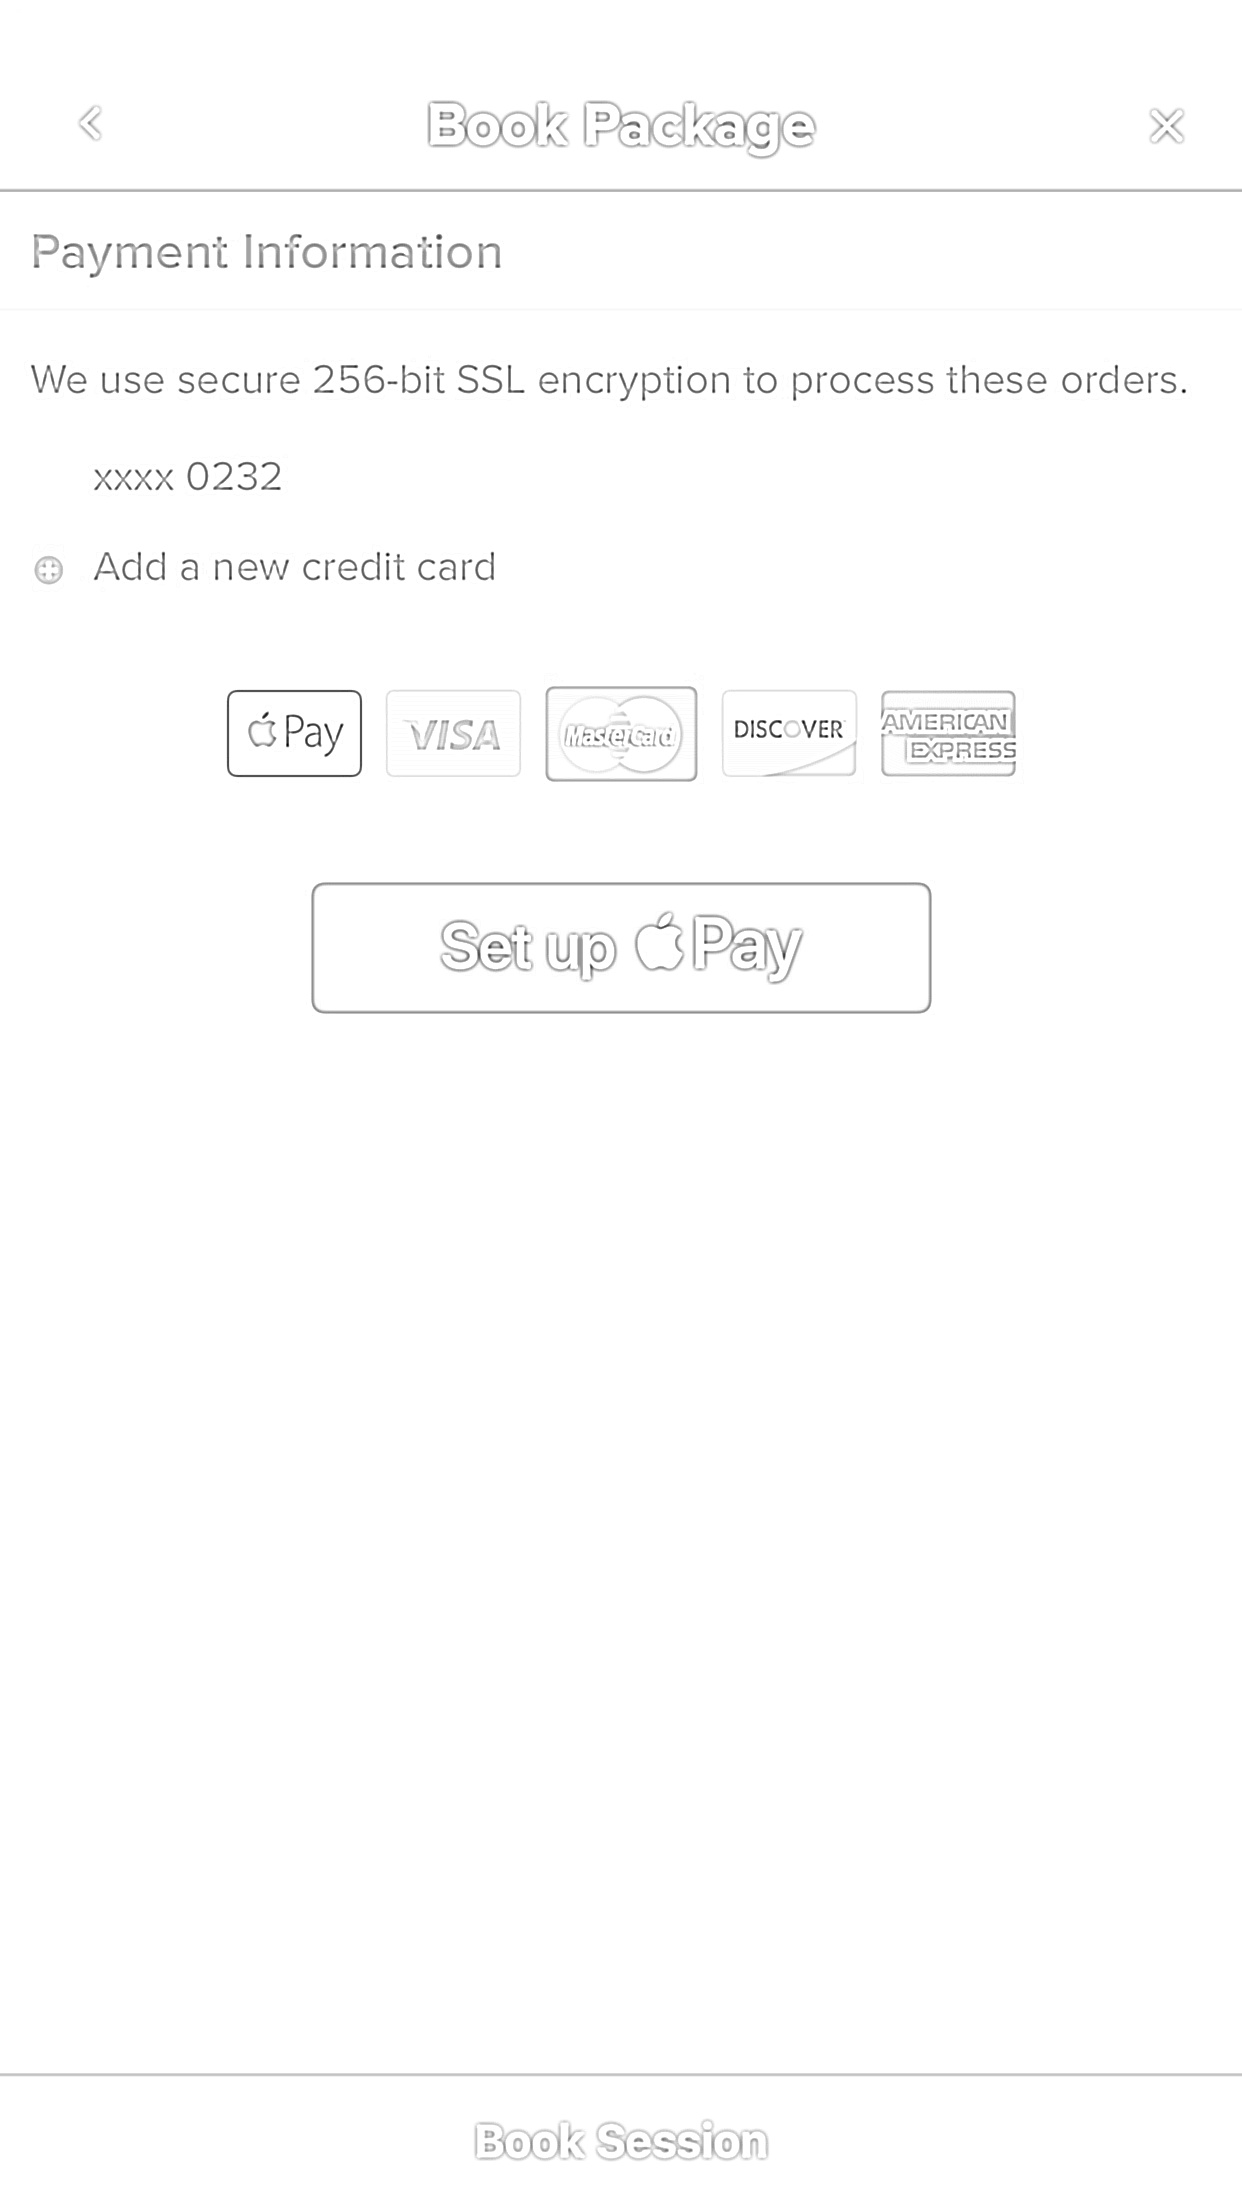 Book Package
Payment Information
We use secure 256-bit SSL encryption to process these orders.
xxxx 0232
Add a new credit card
Pay VISA MasterCard DISCOVER AMERICAN EXPRESS
Set up Pay
Book Session